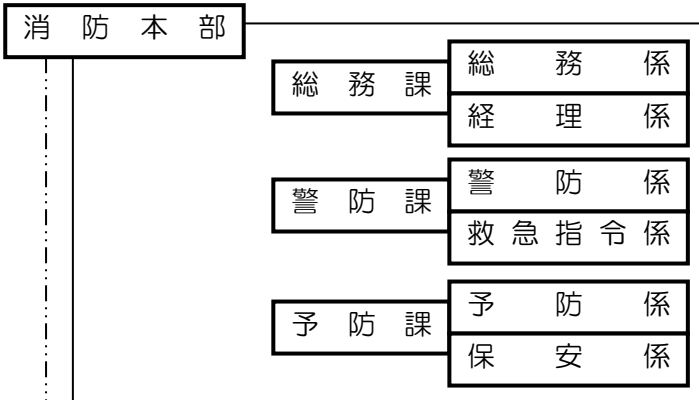 消防本部
総務課
総務係
経理係
警防課
警防係
救急指令係
予防課
予防係
保安係